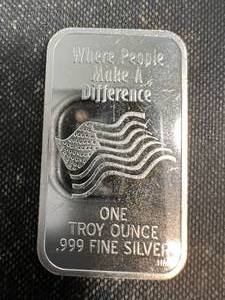 Where People
Make A
Difference
ONE
TROY OUNCE
.999 FINE SILVER